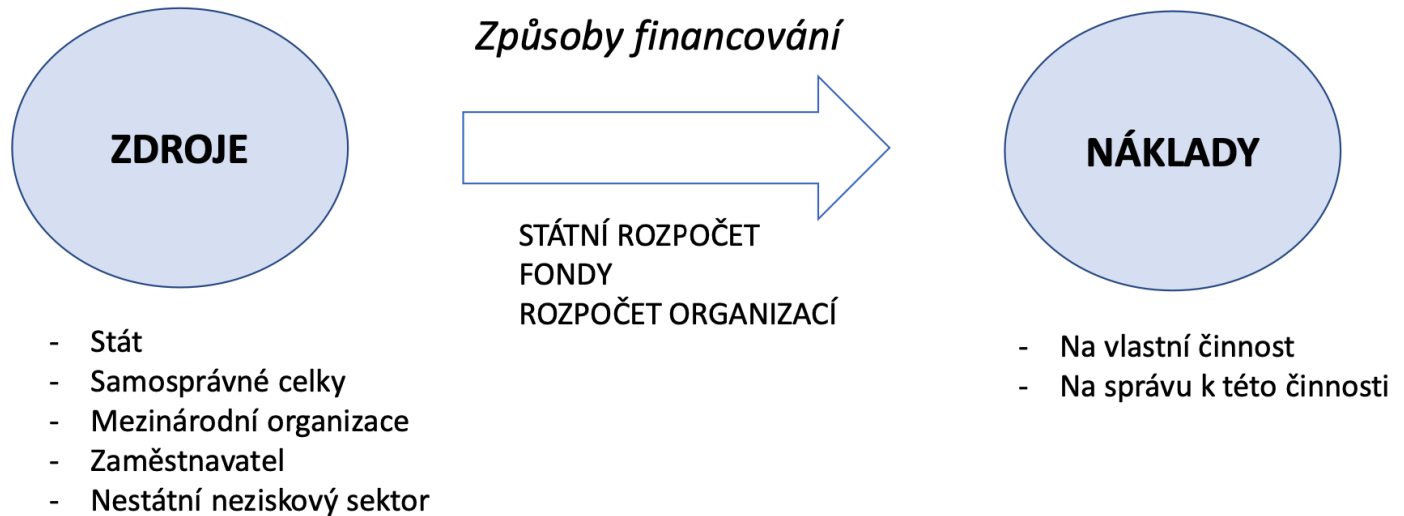 Způsoby financování
ZDROJE
NÁKLADY
STÁTNÍ ROZPOČET
FONDY
ROZPOČET ORGANIZACÍ
- Stát
- Samosprávné celky
- Mezinárodní organizace
- Zaměstnavatel
- Nestátní neziskový sektor
- Na vlastní činnost
- Na správu k této činnosti